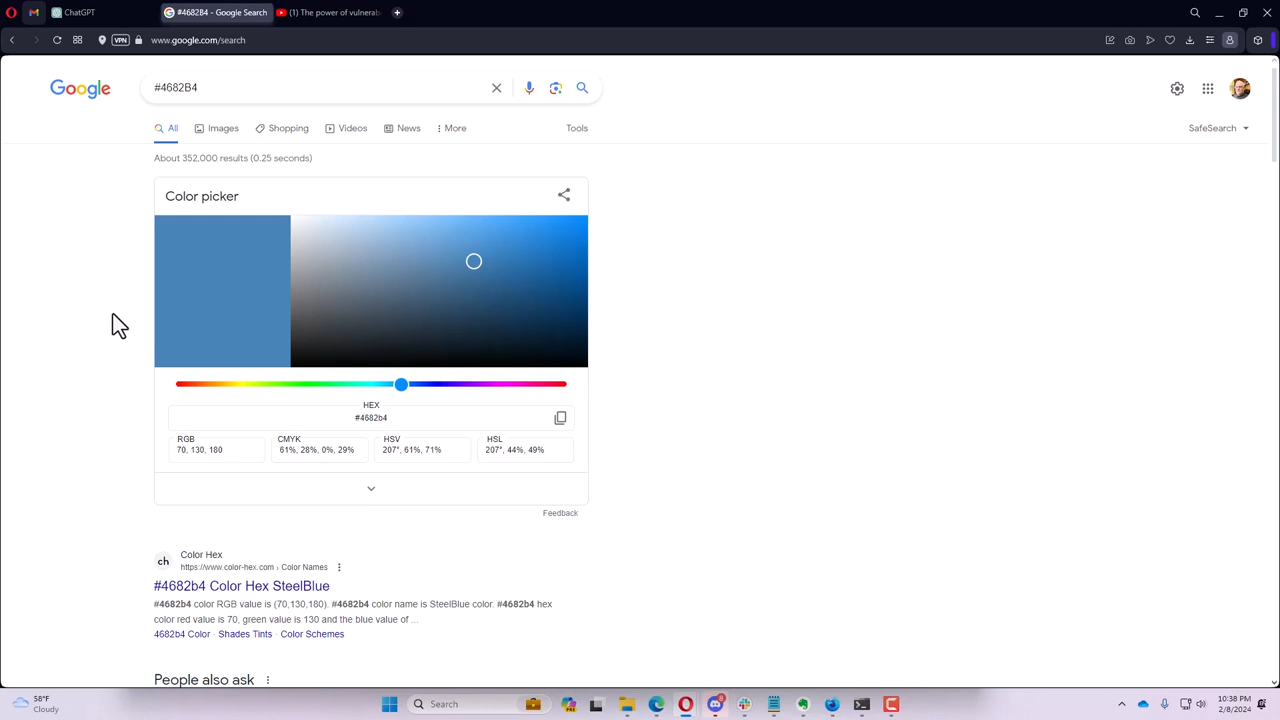 ChatGPT
#4682B4 - Google Search
(1) The power of vulnerab
VPN
www.google.com/search
Google
#4682B4
All
Images
Shopping
Videos
News
More
Tools
SafeSearch
About 352,000 results (0.25 seconds)
Color picker
HEX
#4682b4
RGB
70, 130, 180
CMYK
61%, 28%, 0%, 29%
HSV
207°, 61%, 71%
HSL
207°, 44%, 49%
Feedback
ch
Color Hex
https://www.color-hex.com › Color Names
#4682b4 Color Hex SteelBlue
#4682b4 color RGB value is (70,130,180). #4682b4 color name is SteelBlue color. #4682b4 hex
color red value is 70, green value is 130 and the blue value of ...
4682b4 Color · Shades Tints · Color Schemes
People also ask
58°F
Cloudy
Search
10:38 PM
2/8/2024